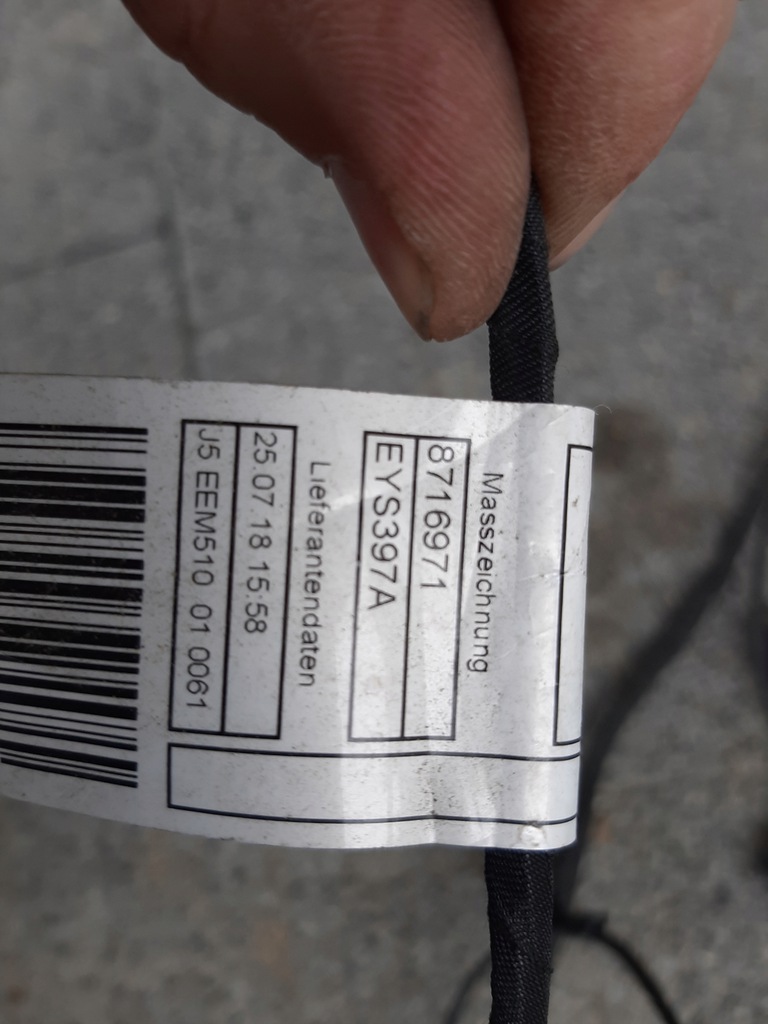 Masszeichnung
8716971
EYS397A
Lieferantendaten
25.07.18 15:58
J5 EEM510 01 0061